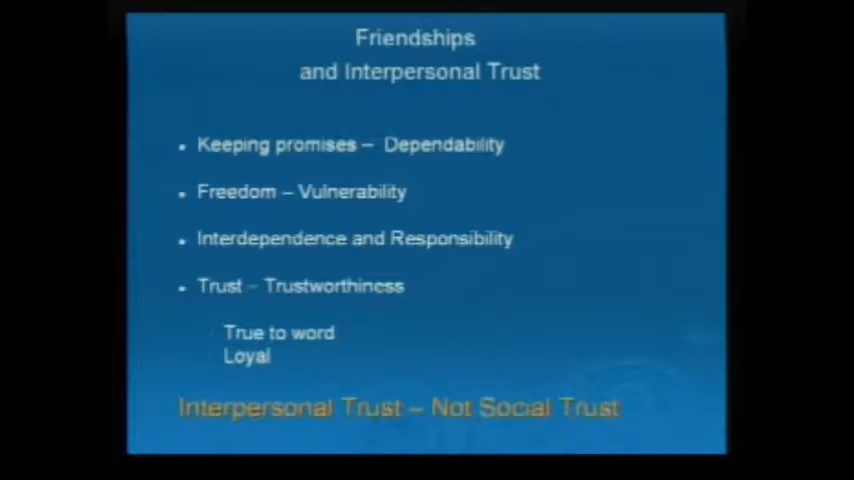 Friendships
and Interpersonal Trust
• Keeping promises – Dependability
• Freedom – Vulnerability
• Interdependence and Responsibility
• Trust – Trustworthiness
True to word
Loyal
Interpersonal Trust – Not Social Trust